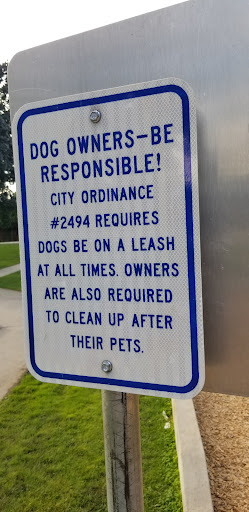 DOG OWNERS-BE
RESPONSIBLE!
CITY ORDINANCE
#2494 REQUIRES
DOGS BE ON A LEASH
AT ALL TIMES. OWNERS
ARE ALSO REQUIRED
TO CLEAN UP AFTER
THEIR PETS.